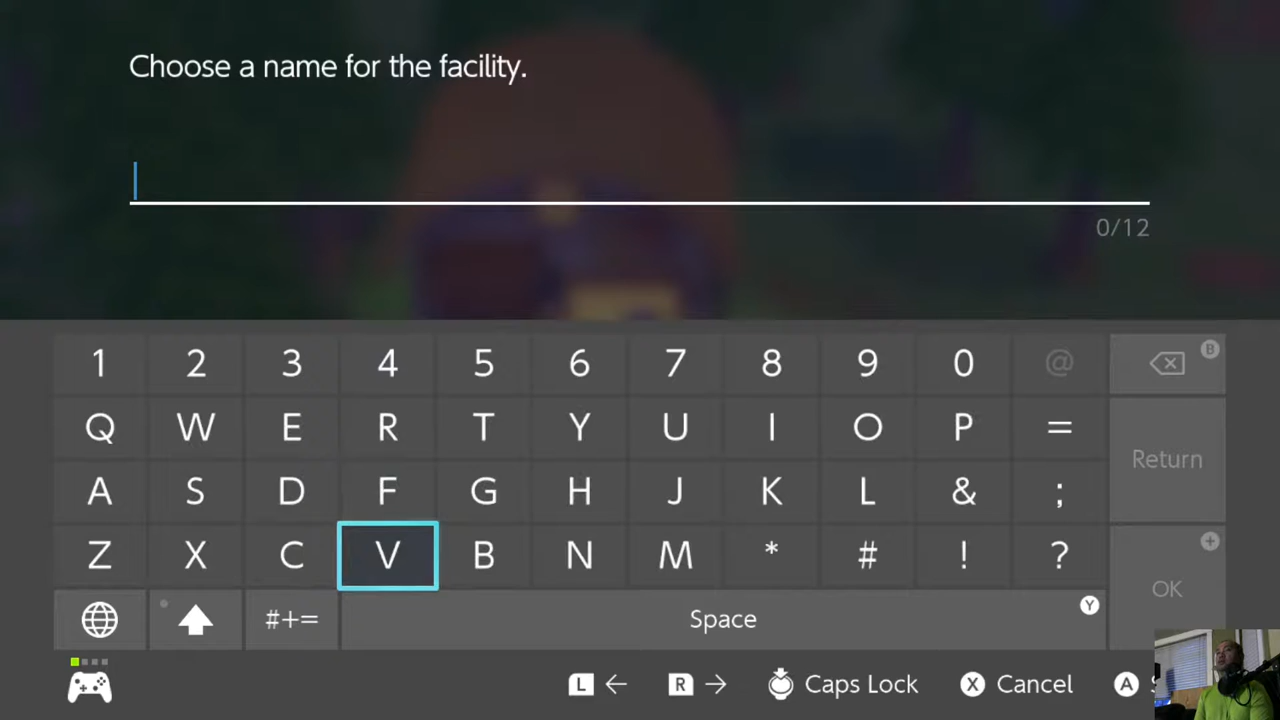 Choose a name for the facility.
0/12
1 2 3 4 5 6 7 8 9 0 @ B
Q W E R T Y U I O P = Return
A S D F G H J K L & ;
Z X C V B N M * # ! ? OK
#+= Space Y
L ← R → Caps Lock X Cancel A